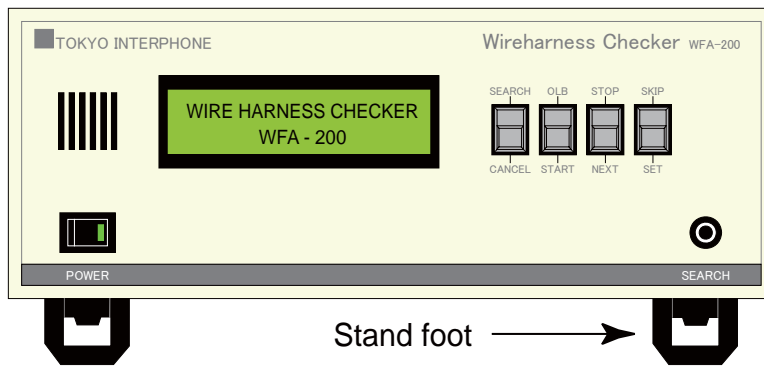 TOKYO INTERPHONE
Wireharness Checker WFA-200
WIRE HARNESS CHECKER
WFA - 200
SEARCH OLB STOP SKIP
CANCEL START NEXT SET
POWER
SEARCH
Stand foot